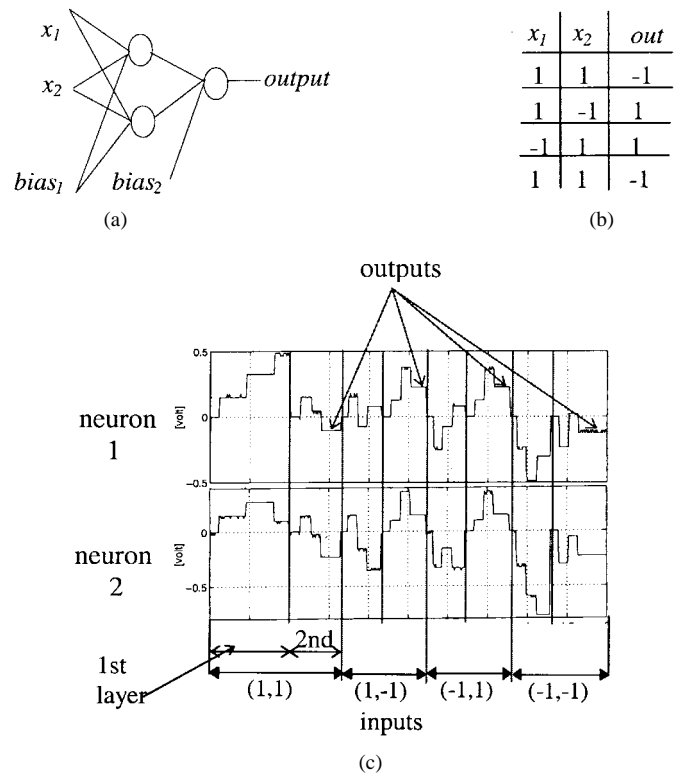 x1
x2
output
bias1 bias2
(a)
x1 x2 out
1 1 -1
1 -1 1
-1 1 1
1 1 -1
(b)
outputs
0.5
0
-0.5
[volt]
neuron
1
0
-0.5
[volt]
neuron
2
1st
layer
2nd
(1,1) (1,-1) (-1,1) (-1,-1)
inputs
(c)